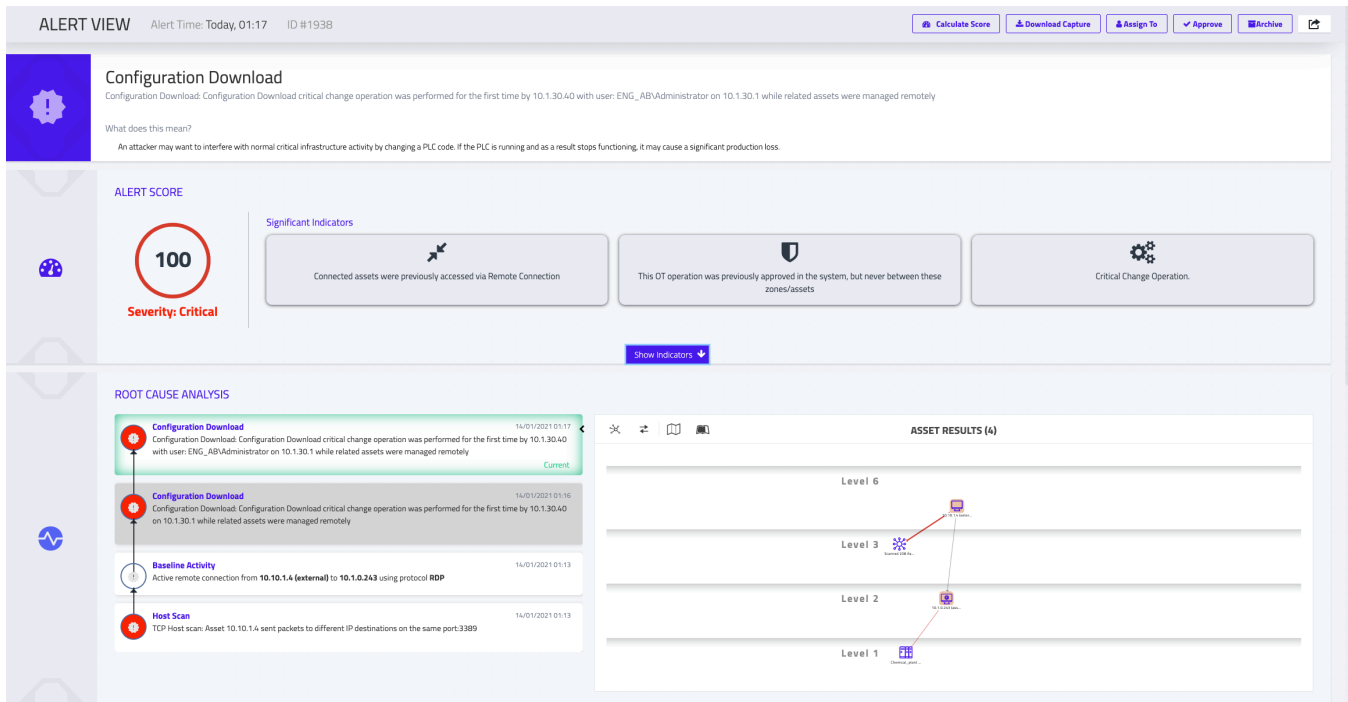 ALERT VIEW Alert Time: Today, 01:17 ID #1938
Calculate Score Download Capture Assign To Approve Archive
Configuration Download
Configuration Download: Configuration Download critical change operation was performed for the first time by 10.1.30.40 with user: ENG_AB\Administrator on 10.1.30.1 while related assets were managed remotely
What does this mean?
An attacker may want to interfere with normal critical infrastructure activity by changing a PLC code. If the PLC is running and as a result stops functioning, it may cause a significant production loss.
ALERT SCORE
100
Severity: Critical
Significant Indicators
Connected assets were previously accessed via Remote Connection
This OT operation was previously approved in the system, but never between these
zones/assets
Critical Change Operation.
Show Indicators
ROOT CAUSE ANALYSIS
Configuration Download 14/01/2021 01:17
Configuration Download: Configuration Download critical change operation was performed for the first time by 10.1.30.40
with user: ENG_AB\Administrator on 10.1.30.1 while related assets were managed remotely
Current
Configuration Download 14/01/2021 01:16
Configuration Download: Configuration Download critical change operation was performed for the first time by 10.1.30.40
on 10.1.30.1 while related assets were managed remotely
Baseline Activity 14/01/2021 01:13
Active remote connection from 10.10.1.4 (external) to 10.1.0.243 using protocol RDP
Host Scan 14/01/2021 01:13
TCP Host scan: Asset 10.10.1.4 sent packets to different IP destinations on the same port:3389
ASSET RESULTS (4)
Level 6
Level 3
Level 2
Level 1
Chemical_plant ...